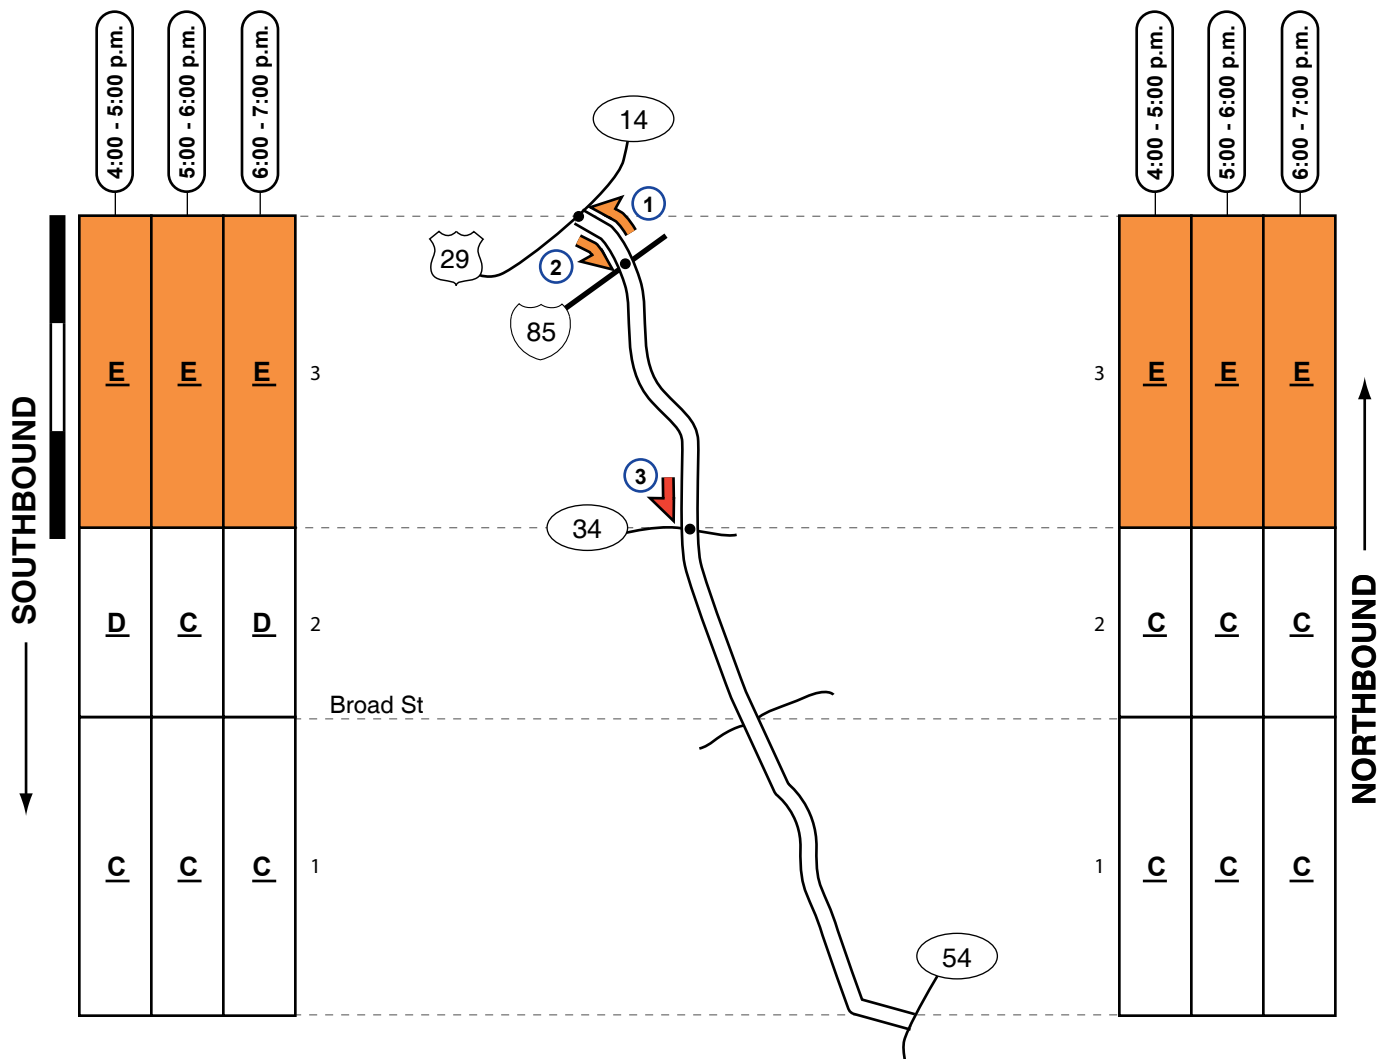 4:00 - 5:00 p.m.
5:00 - 6:00 p.m.
6:00 - 7:00 p.m.
4:00 - 5:00 p.m.
5:00 - 6:00 p.m.
6:00 - 7:00 p.m.
14
1
29
2
85
E E E 3
3 E E E
SOUTHBOUND
3
34
D C D 2
2 C C C
NORTHBOUND
Broad St
C C C 1
1 C C C
54